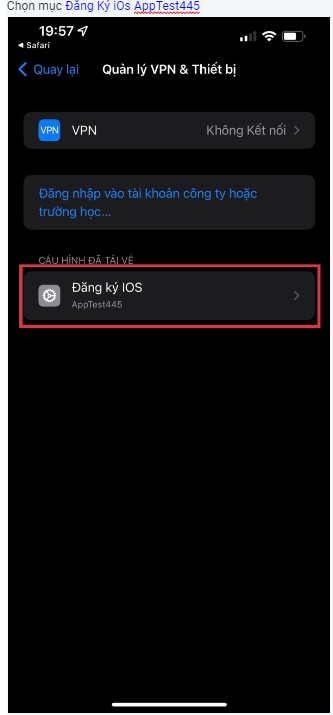 Chọn mục Đăng Ký iOs AppTest445
19:57
Safari
Quay lại Quản lý VPN & Thiết bị
VPN VPN Không Kết nối
Đăng nhập vào tài khoản công ty hoặc
trường học...
CẤU HÌNH ĐÃ TẢI VỀ
Đăng ký IOS
AppTest445